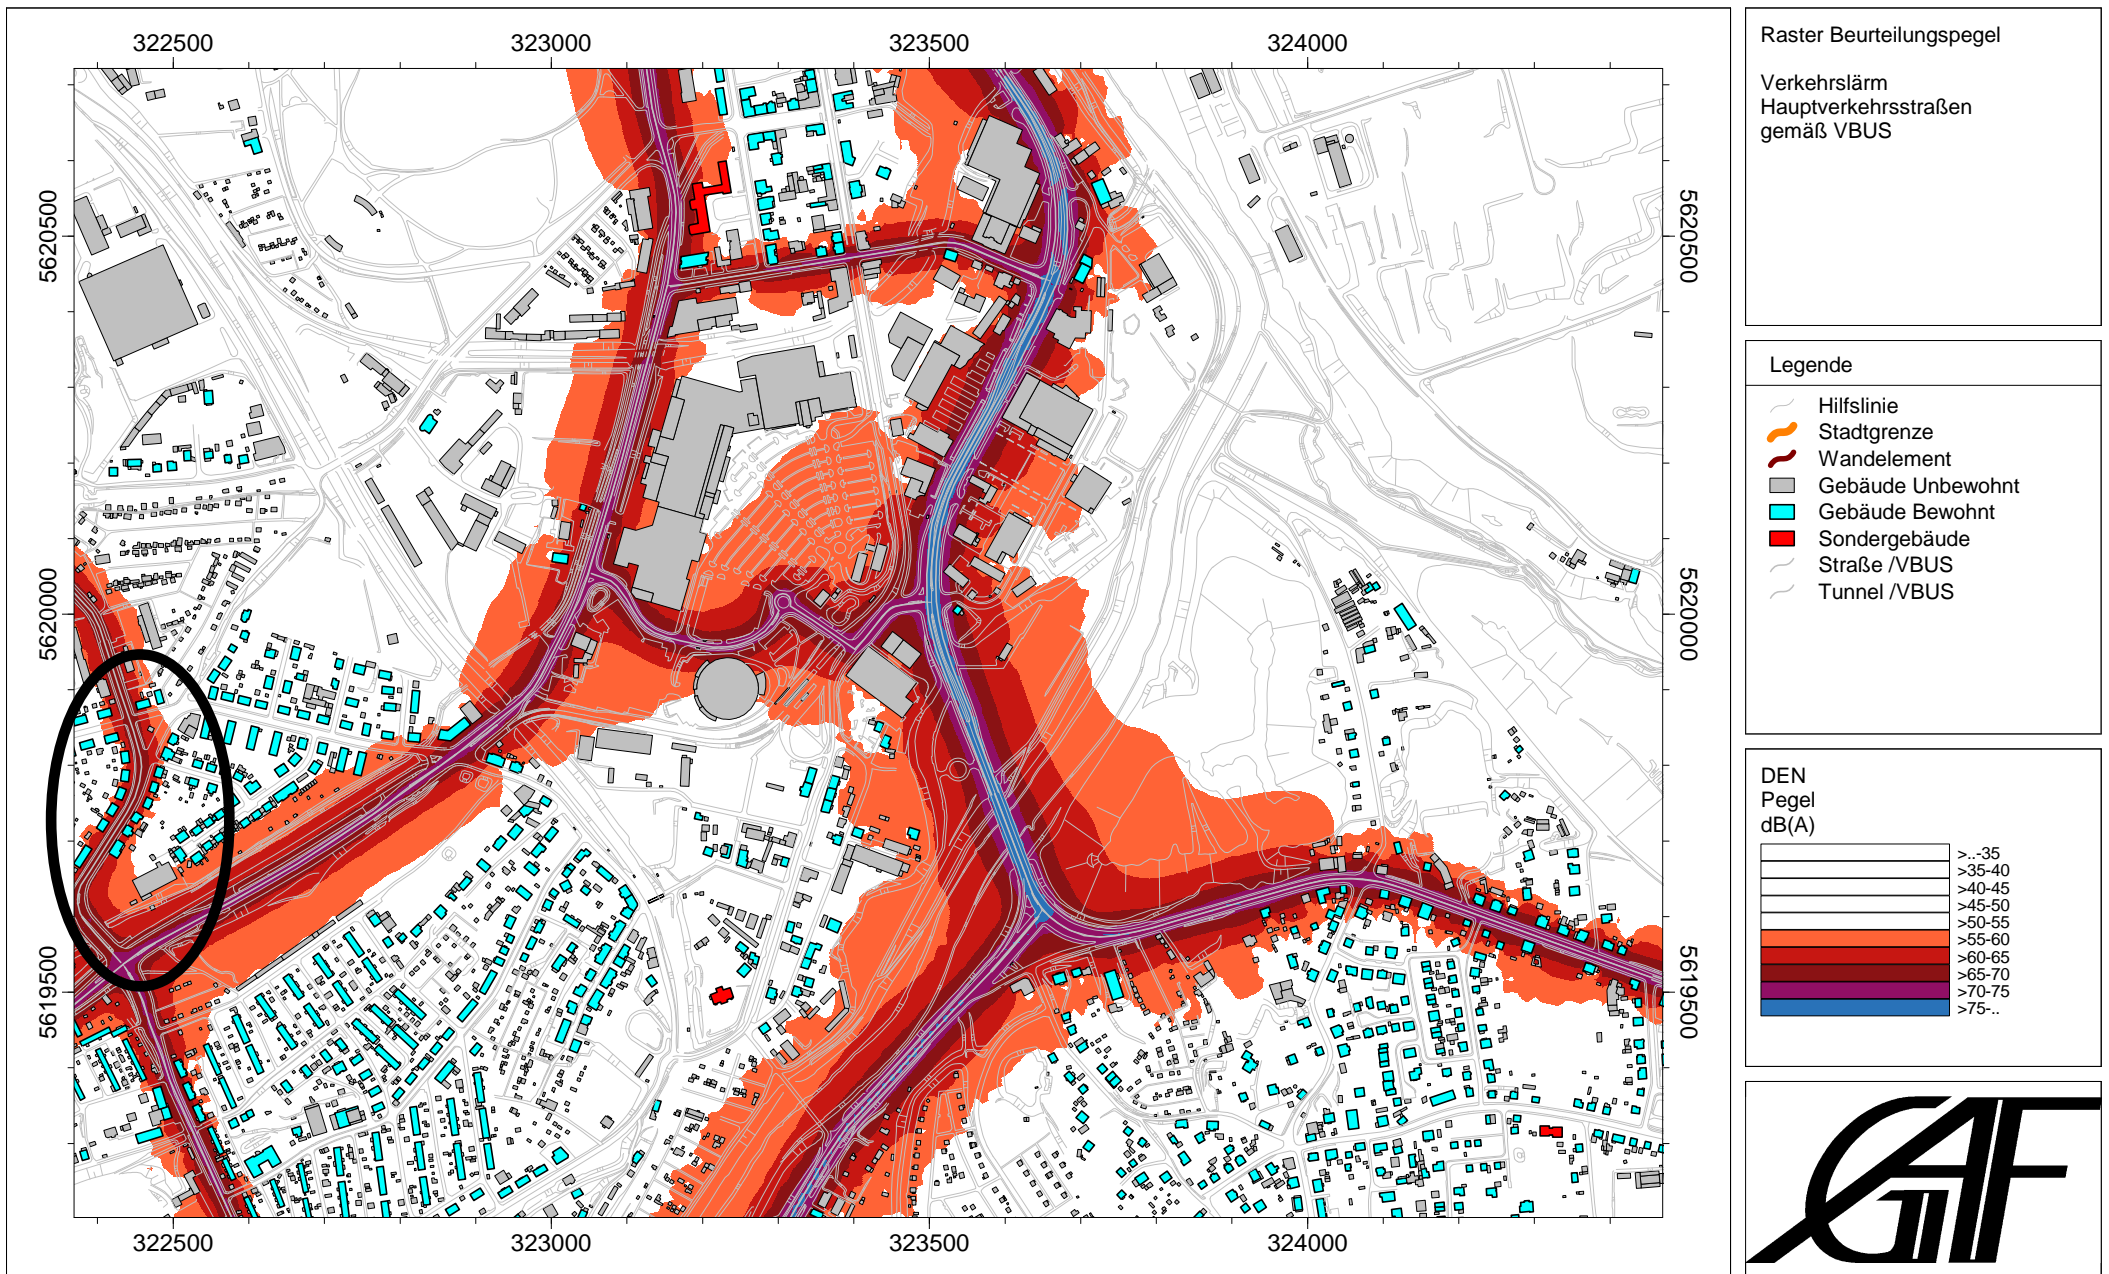 322500
323000
323500
324000
5620500
5620000
5619500
5620500
5620000
5619500
322500
323000
323500
324000
Raster Beurteilungspegel
Verkehrslärm
Hauptverkehrsstraßen
gemäß VBUS
Legende
Hilfslinie
Stadtgrenze
Wandelement
Gebäude Unbewohnt
Gebäude Bewohnt
Sondergebäude
Straße /VBUS
Tunnel /VBUS
DEN
Pegel
dB(A)
>..-35
>35-40
>40-45
>45-50
>50-55
>55-60
>60-65
>65-70
>70-75
>75-..
GAF